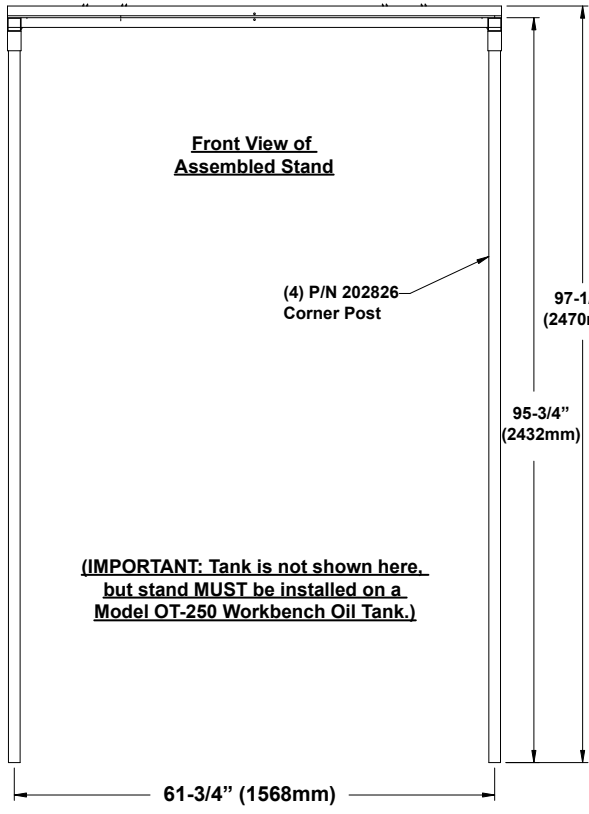 Front View of
Assembled Stand
(4) P/N 202826
Corner Post
95-3/4”
(2432mm)
(IMPORTANT: Tank is not shown here,
but stand MUST be installed on a
Model OT-250 Workbench Oil Tank.)
61-3/4” (1568mm)